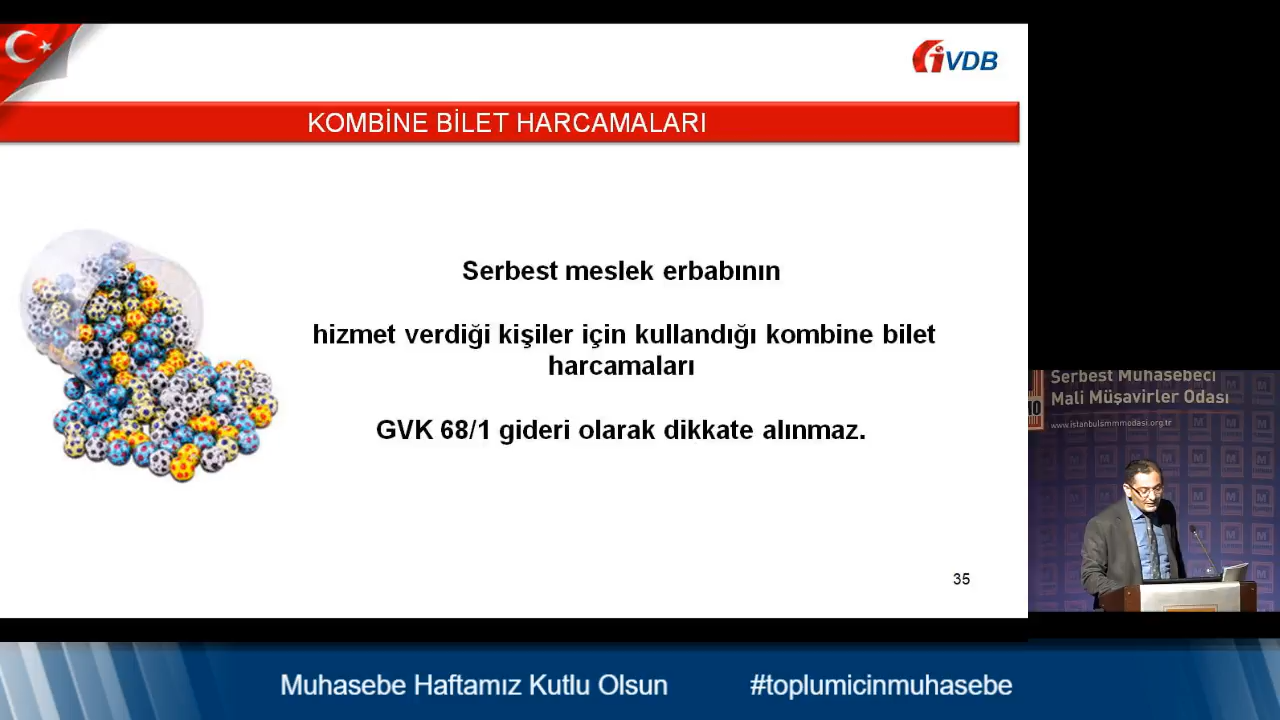 iVDB
KOMBİNE BİLET HARCAMALARI
Serbest meslek erbabının
hizmet verdiği kişiler için kullandığı kombine bilet
harcamaları
GVK 68/1 gideri olarak dikkate alınmaz.
35
Serbest Muhasebeci
Mali Müşavirler Odası
www.istanbulsmmmodasi.org.tr
Muhasebe Haftamız Kutlu Olsun
#toplumicinmuhasebe